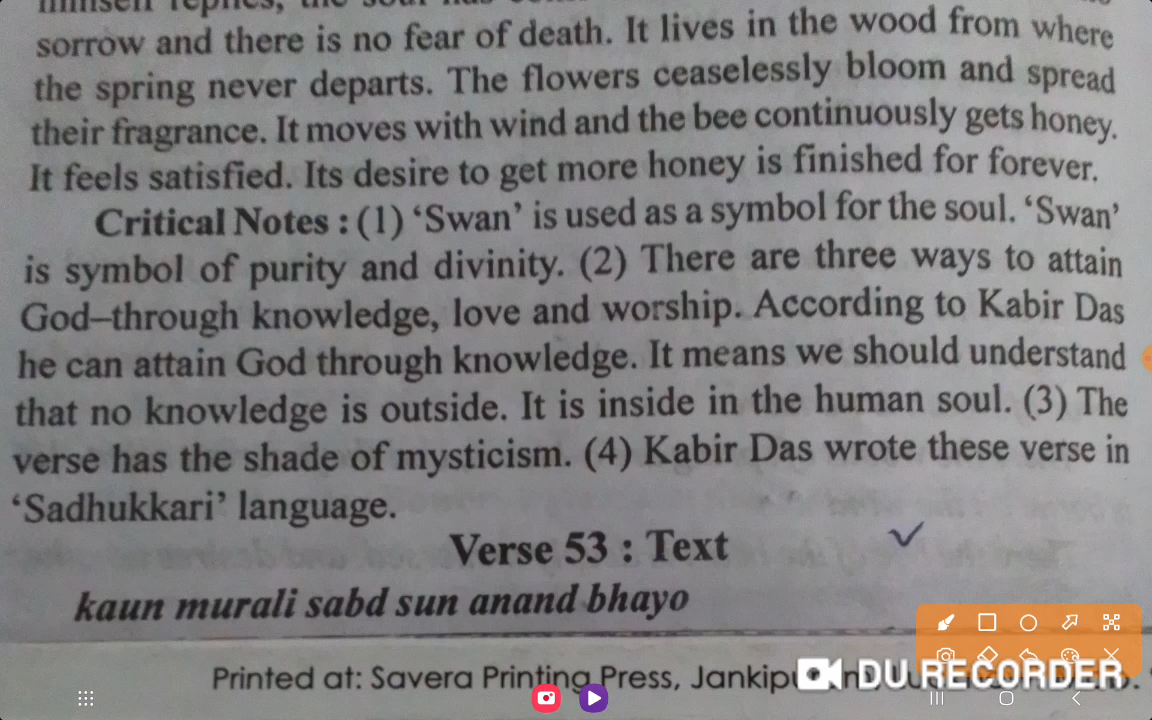 himself replies, the soul has
sorrow and there is no fear of death. It lives in the wood from where
the spring never departs. The flowers ceaselessly bloom and spread
their fragrance. It moves with wind and the bee continuously gets honey.
It feels satisfied. Its desire to get more honey is finished for forever.
Critical Notes : (1) ‘Swan’ is used as a symbol for the soul. ‘Swan’
is symbol of purity and divinity. (2) There are three ways to attain
God–through knowledge, love and worship. According to Kabir Das
he can attain God through knowledge. It means we should understand
that no knowledge is outside. It is inside in the human soul. (3) The
verse has the shade of mysticism. (4) Kabir Das wrote these verse in
‘Sadhukkari’ language.
Verse 53 : Text
kaun murali sabd sun anand bhayo
Printed at: Savera Printing Press,
DU RECORDER